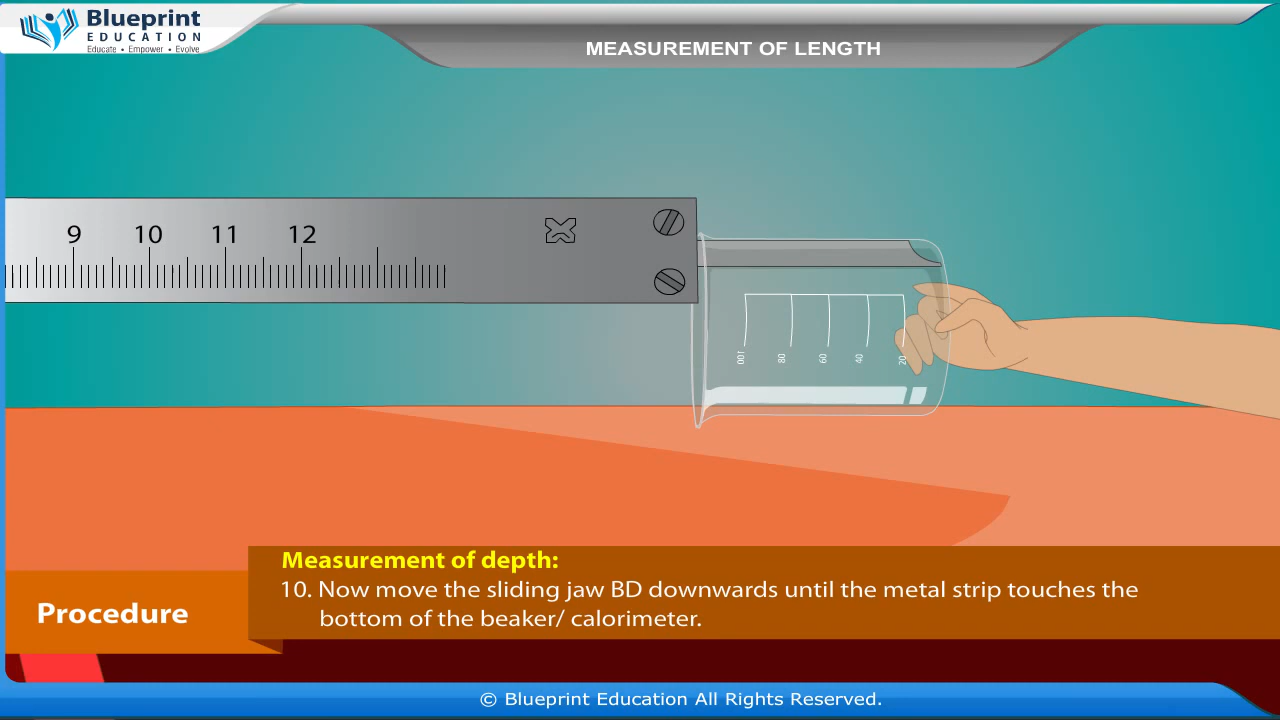 Blueprint
EDUCATION
Educate • Empower • Evolve
MEASUREMENT OF LENGTH
9 10 11 12
100 80 60 40 20
Measurement of depth:
10. Now move the sliding jaw BD downwards until the metal strip touches the
bottom of the beaker/ calorimeter.
Procedure
© Blueprint Education All Rights Reserved.